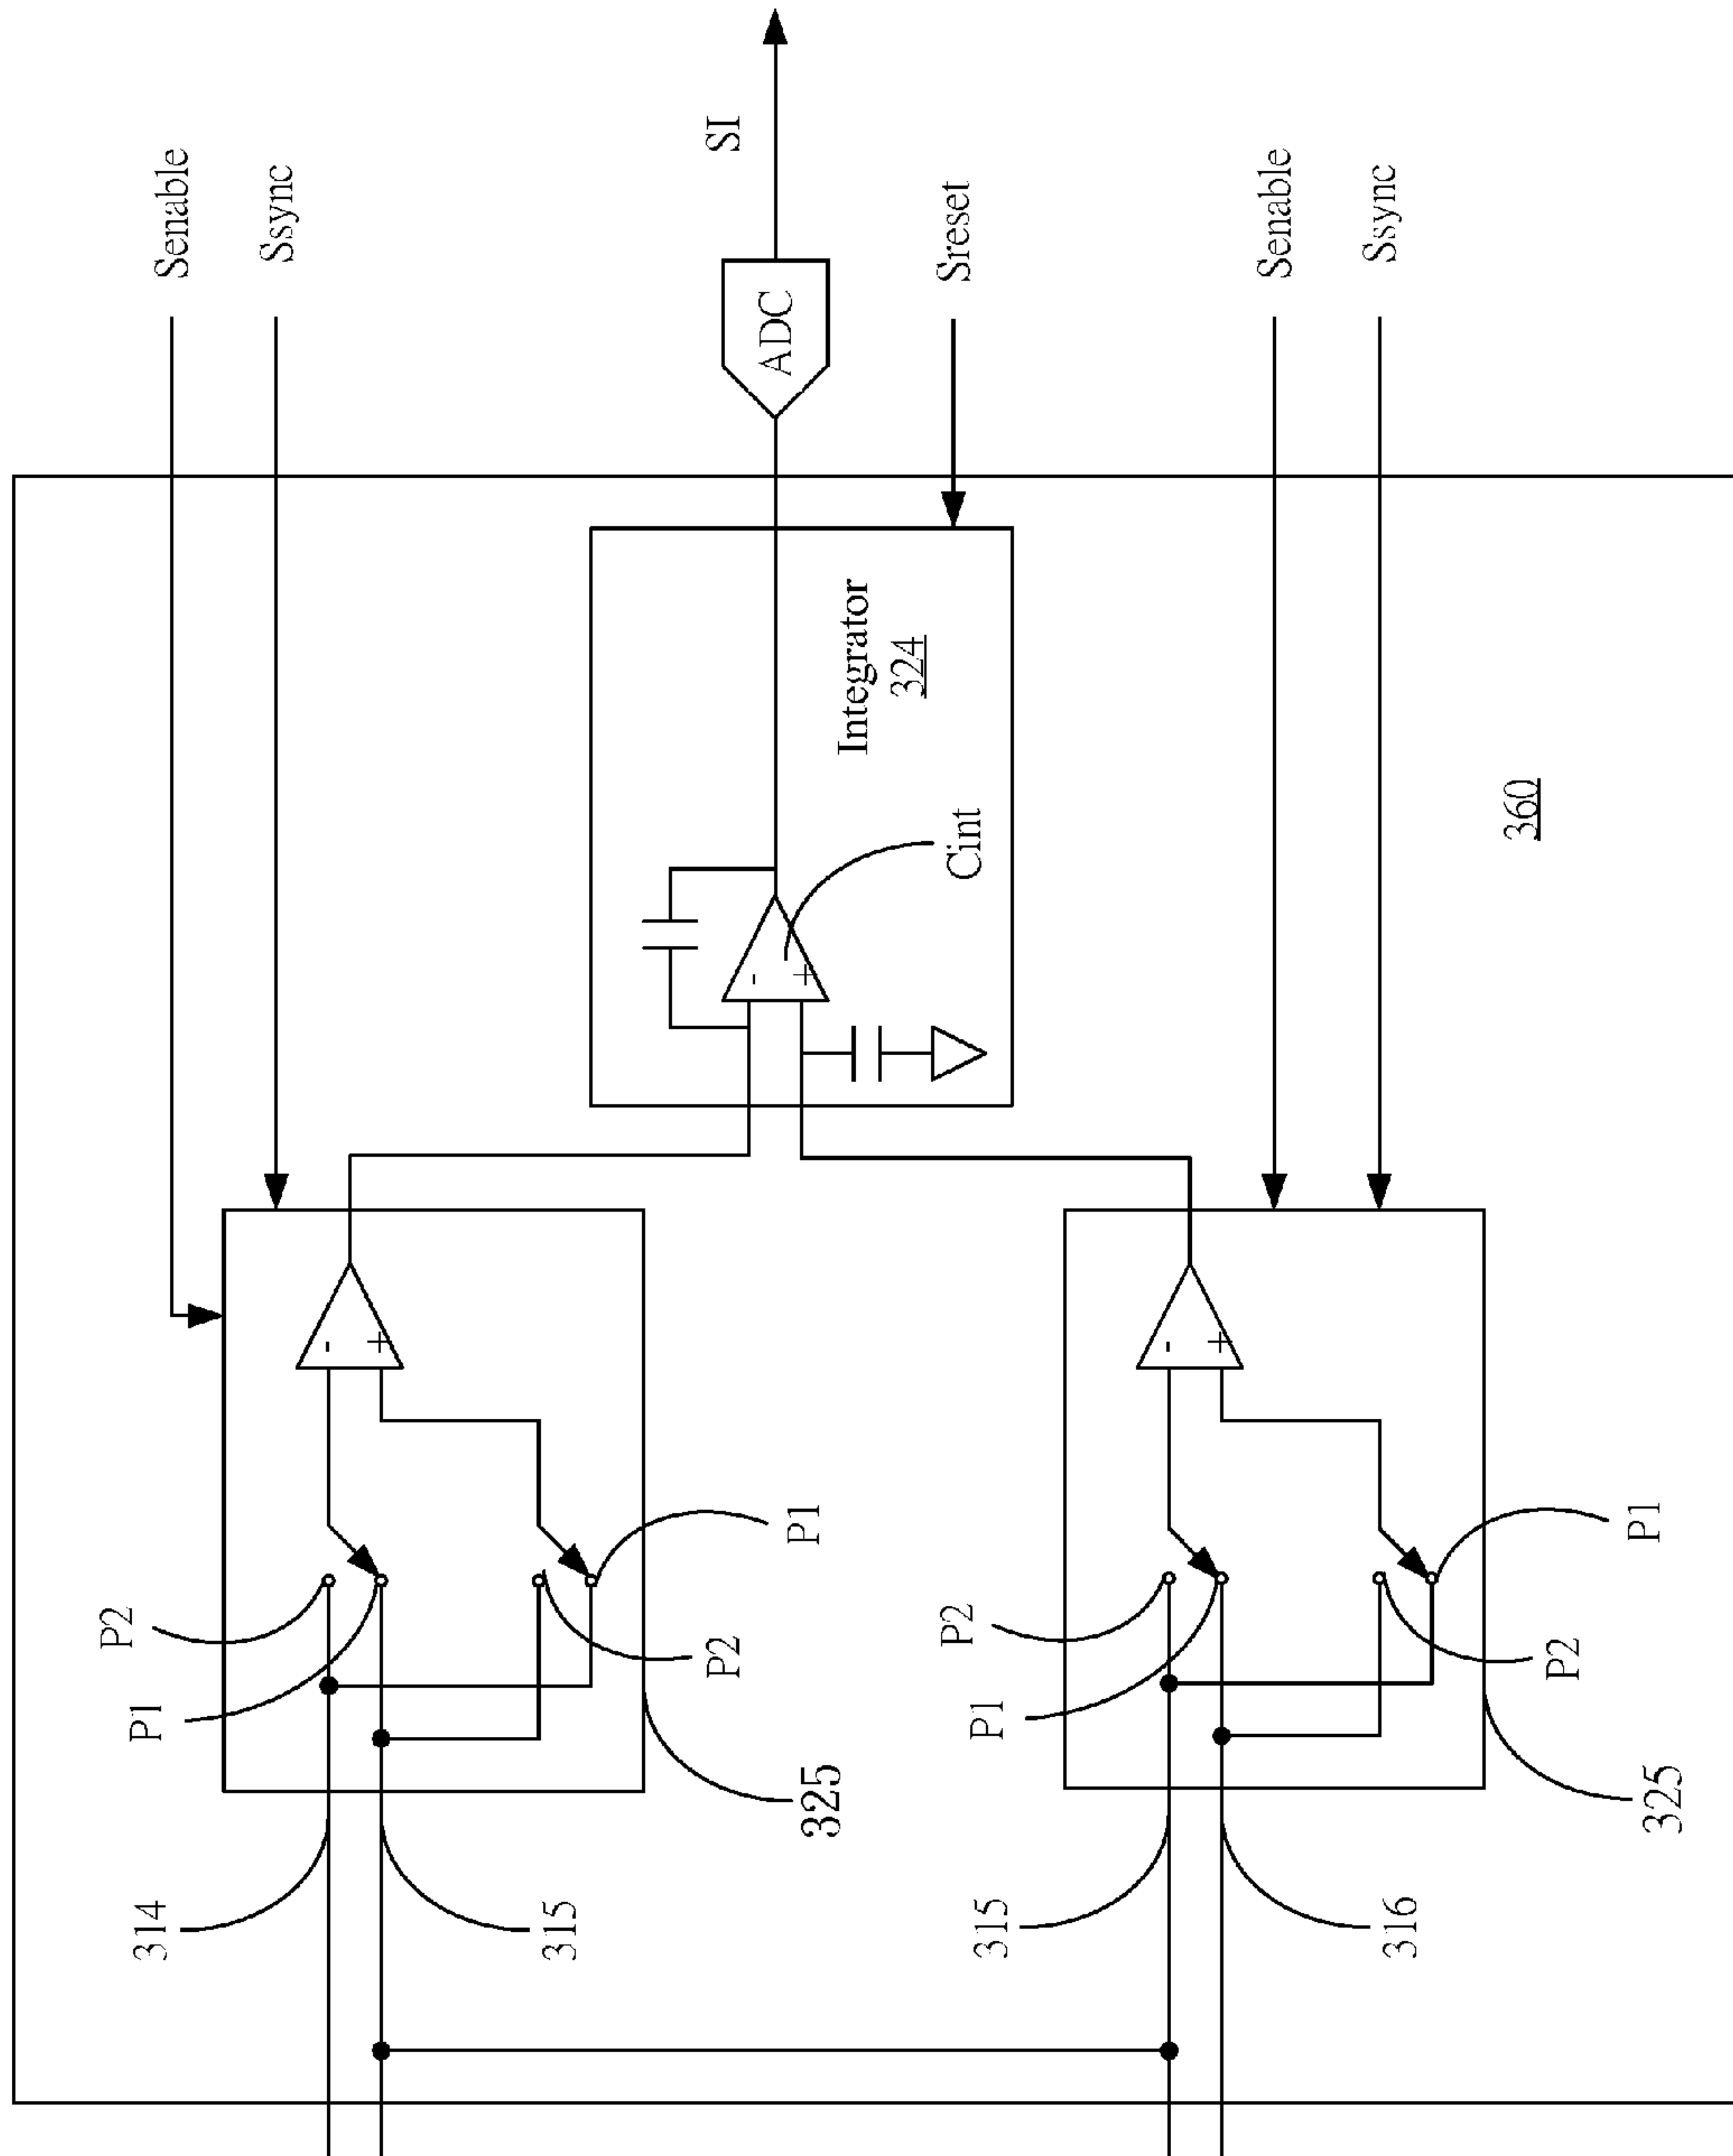 Senable
Ssync
SI
ADC
Sreset
Senable
Ssync
Integrator
324
Cint
360
-
+
-
+
-
+
P2
P1
P1
P2
P2
P1
P1
P2
314
315
325
315
316
325